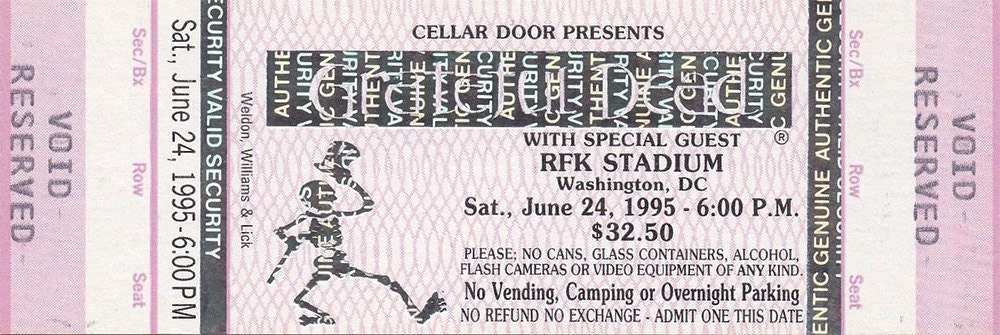 VOID -
RESERVED -
Sec/Bx Row Seat
Sat., June 24, 1995 - 6:00PM
CURITY VALID SECURITY
Weldon, Williams & Lick
CELLAR DOOR PRESENTS
Grateful Dead
®
WITH SPECIAL GUEST
RFK STADIUM
Washington, DC
Sat., June 24, 1995 - 6:00 P.M.
$32.50
PLEASE; NO CANS, GLASS CONTAINERS, ALCOHOL,
FLASH CAMERAS OR VIDEO EQUIPMENT OF ANY KIND.
No Vending, Camping or Overnight Parking
NO REFUND NO EXCHANGE - ADMIT ONE THIS DATE
ENTIC GENUINE AUTHENTIC GEN
Sec/Bx Row Seat
VOID -
RESERVED -